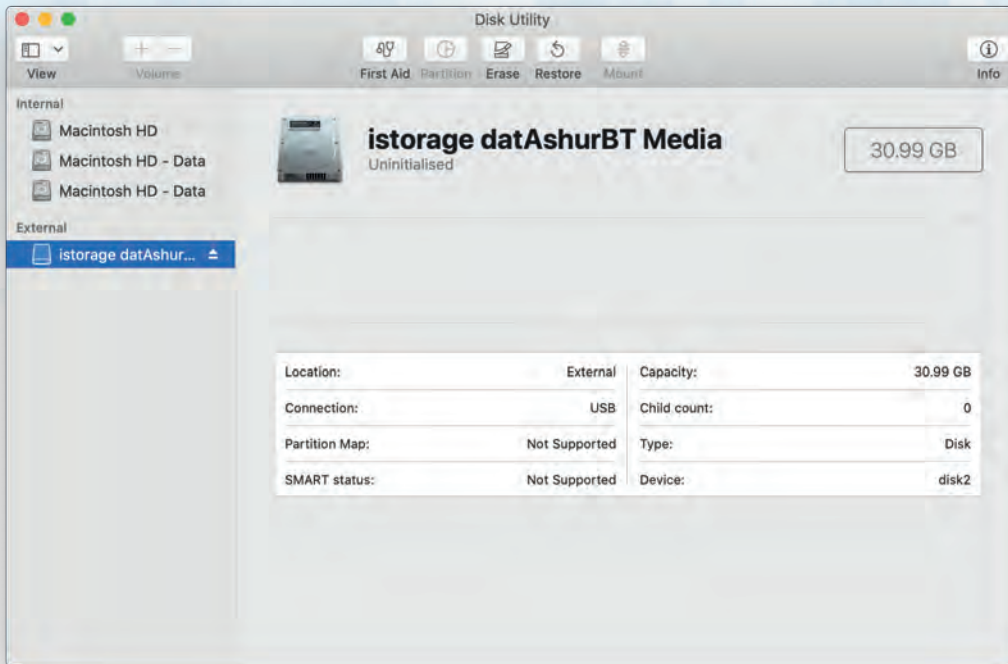 Disk Utility
View
Volume
First Aid
Partition
Erase
Restore
Mount
Info
Internal
Macintosh HD
Macintosh HD - Data
Macintosh HD - Data
External
istorage datAshur...
istorage datAshurBT Media
Uninitialised
30.99 GB
Location: External
Capacity: 30.99 GB
Connection: USB
Child count: 0
Partition Map: Not Supported
Type: Disk
SMART status: Not Supported
Device: disk2